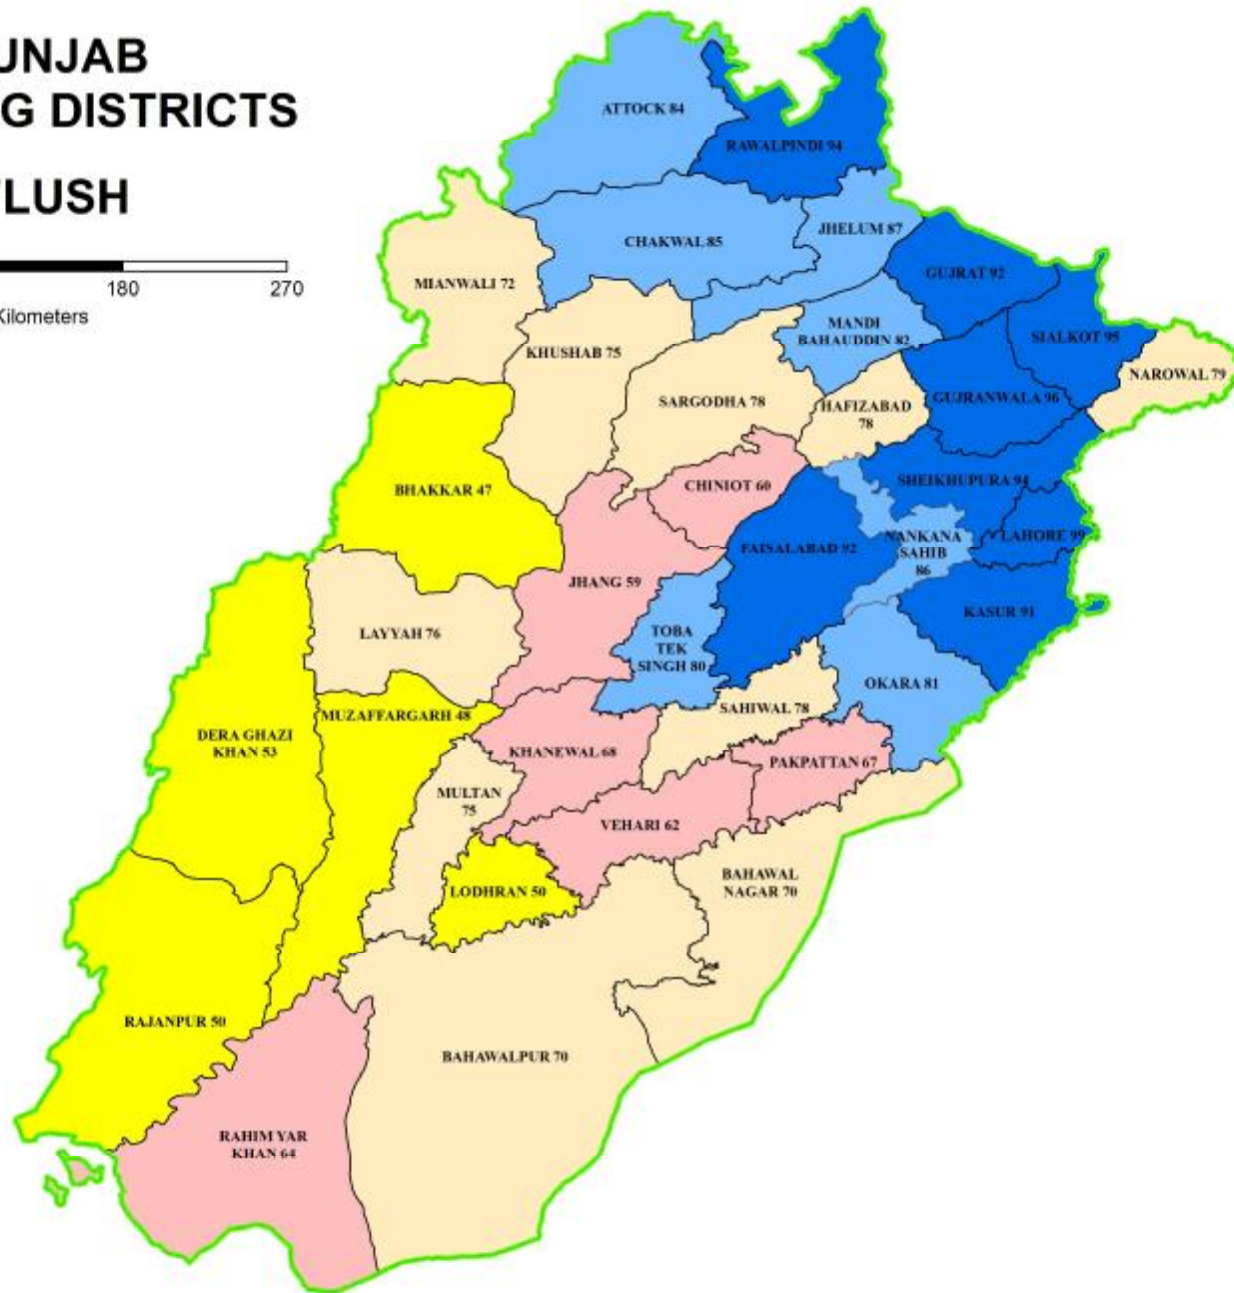 UNJAB
G DISTRICTS
FLUSH
180 270
Kilometers
ATTOCK 84
RAWALPINDI 94
CHAKWAL 85
JHELUM 87
GUJRAT 92
MIANWALI 72
MANDI
BAHAUDDIN 82
SIALKOT 95
KHUSHAB 75
NAROWAL 79
SARGODHA 78
HAFIZABAD
78
GUJRANWALA 96
BHAKKAR 47
CHINIOT 60
SHEIKHUPURA 94
FAISALABAD 92
NANKANA
SAHIB
86
LAHORE 99
JHANG 59
KASUR 91
LAYYAH 76
TOBA
TEK
SINGH 80
OKARA 81
MUZAFFARGARH 48
SAHIWAL 78
DERA GHAZI
KHAN 53
KHANEWAL 68
PAKPATTAN 67
MULTAN
75
VEHARI 62
LODHRAN 50
BAHAWAL
NAGAR 70
RAJANPUR 50
BAHAWALPUR 70
RAHIM YAR
KHAN 64